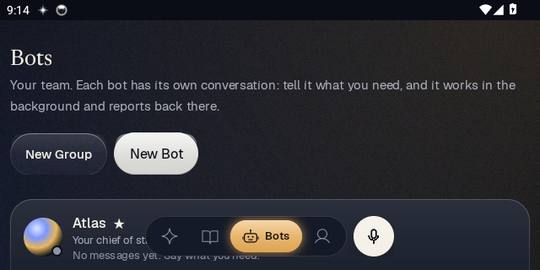 9:14
Bots
Your team. Each bot has its own conversation: tell it what you need, and it works in the
background and reports back there.
New Group
New Bot
Atlas
Your chief of st
No messages yet. Say what you need.
Bots